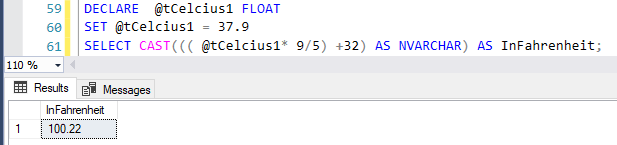 59 DECLARE @tCelcius1 FLOAT
60 SET @tCelcius1 = 37.9
61 SELECT CAST((( @tCelcius1* 9/5) +32) AS NVARCHAR) AS InFahrenheit;
110 %
Results Messages
InFahrenheit
1 100.22